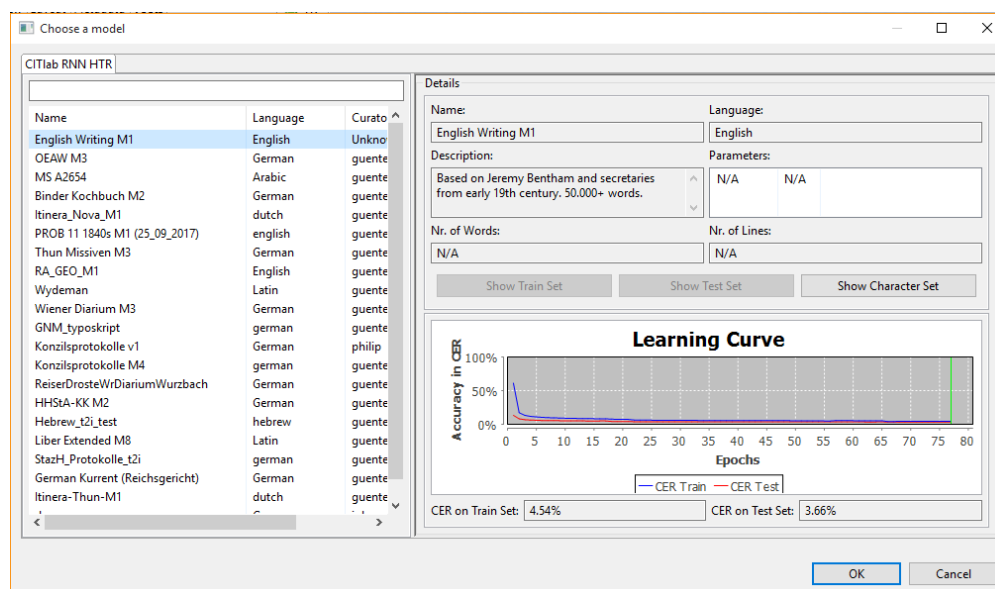 Choose a model
CITlab RNN HTR
Name Language Curato
English Writing M1 English Unkno
OEAW M3 German guente
MS A2654 Arabic guente
Binder Kochbuch M2 German guente
Itinera_Nova_M1 dutch guente
PROB 11 1840s M1 (25_09_2017) english guente
Thun Missiven M3 German guente
RA_GEO_M1 English guente
Wydeman Latin guente
Wiener Diarium M3 German guente
GNM_typoskript german guente
Konzilsprotokolle v1 German philip
Konzilsprotokolle M4 german guente
ReiserDrosteWrDiariumWurzbach German guente
HHStA-KK M2 German guente
Hebrew_t2i_test hebrew guente
Liber Extended M8 Latin guente
StazH_Protokolle_t2i german guente
German Kurrent (Reichsgericht) German guente
Itinera-Thun-M1 dutch guente
Details
Name: Language:
English Writing M1 English
Description: Parameters:
Based on Jeremy Bentham and secretaries N/A N/A
from early 19th century. 50.000+ words.
Nr. of Words: Nr. of Lines:
N/A N/A
Show Train Set Show Test Set Show Character Set
Learning Curve
Accuracy in CER
100%
50%
0%
0 5 10 15 20 25 30 35 40 45 50 55 60 65 70 75 80
Epochs
CER Train CER Test
CER on Train Set: 4.54% CER on Test Set: 3.66%
OK Cancel